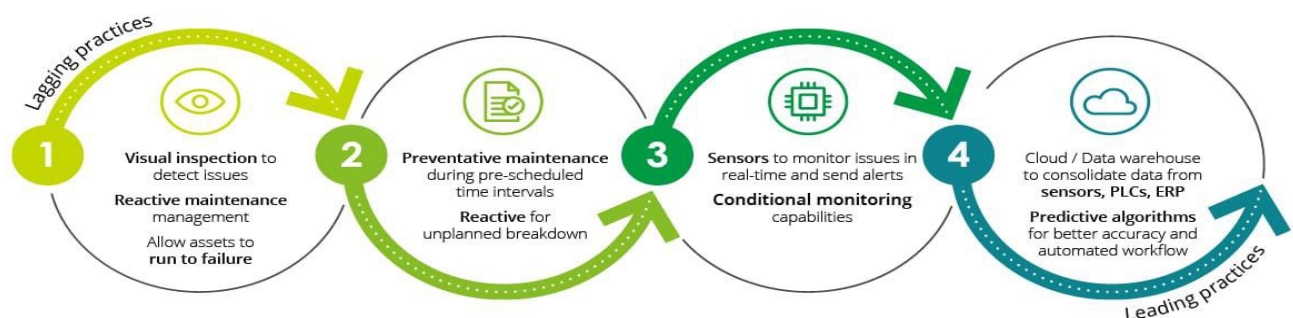 Lagging practices
1
Visual inspection to
detect issues
Reactive maintenance
management
Allow assets to
run to failure
2
Preventative maintenance
during pre-scheduled
time intervals
Reactive for
unplanned breakdown
3
Sensors to monitor issues in
real-time and send alerts
Conditional monitoring
capabilities
4
Cloud / Data warehouse
to consolidate data from
sensors, PLCs, ERP
Predictive algorithms
for better accuracy and
automated workflow
Leading practices